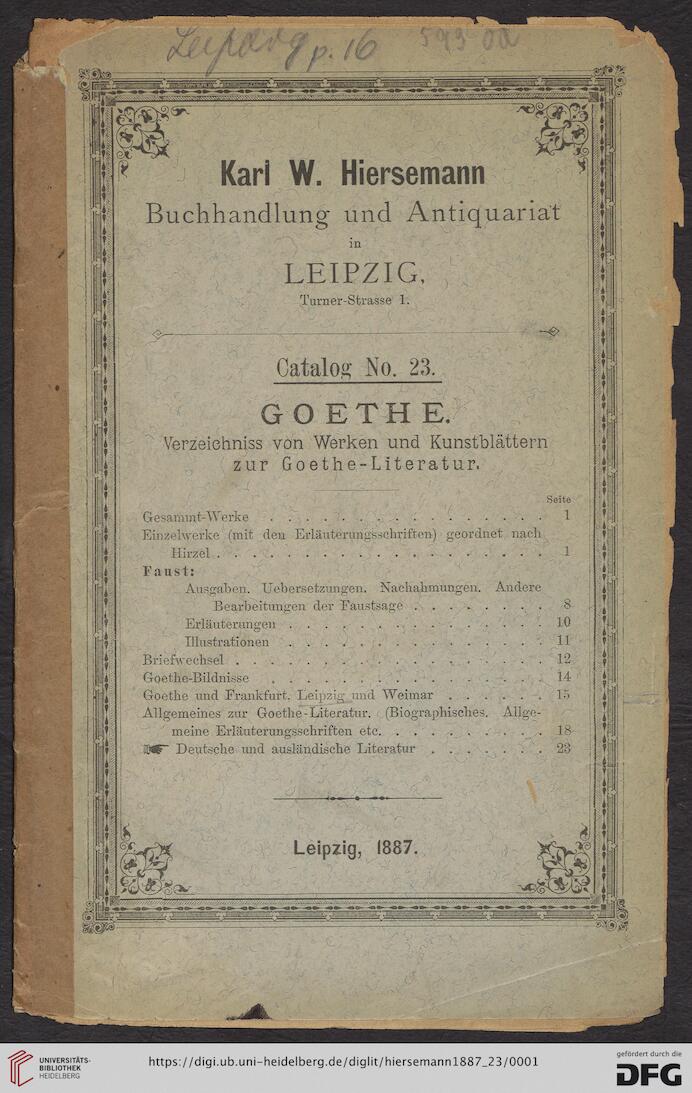 Leipzig p. 16
Karl W. Hiersemann
Buchhandlung und Antiquariat
in
LEIPZIG,
Turner-Strasse 1.
Catalog No. 23.
GOETHE.
Verzeichniss von Werken und Kunstblättern
zur Goethe-Literatur.
Seite
Gesammt-Werke . . . . . . . . . . . . . . . . 1
Einzelwerke (mit den Erläuterungsschriften) geordnet nach
Hirzel . . . . . . . . . . . . . . . . . . . 1
Faust:
Ausgaben. Uebersetzungen. Nachahmungen. Andere
Bearbeitungen der Faustsage . . . . . . . . 8
Erläuterungen . . . . . . . . . . . . . . . 10
Illustrationen . . . . . . . . . . . . . . . 11
Briefwechsel . . . . . . . . . . . . . . . . . . 12
Goethe-Bildnisse . . . . . . . . . . . . . . . . 14
Goethe und Frankfurt, Leipzig und Weimar . . . . . . 15
Allgemeines zur Goethe-Literatur. (Biographisches. Allge-
meine Erläuterungsschriften etc. . . . . . . . . . 18
☛ Deutsche und ausländische Literatur . . . . . . . 23
Leipzig, 1887.
UNIVERSITÄTS-
BIBLIOTHEK
HEIDELBERG
https://digi.ub.uni-heidelberg.de/diglit/hiersemann1887_23/0001
gefördert durch die
DFG